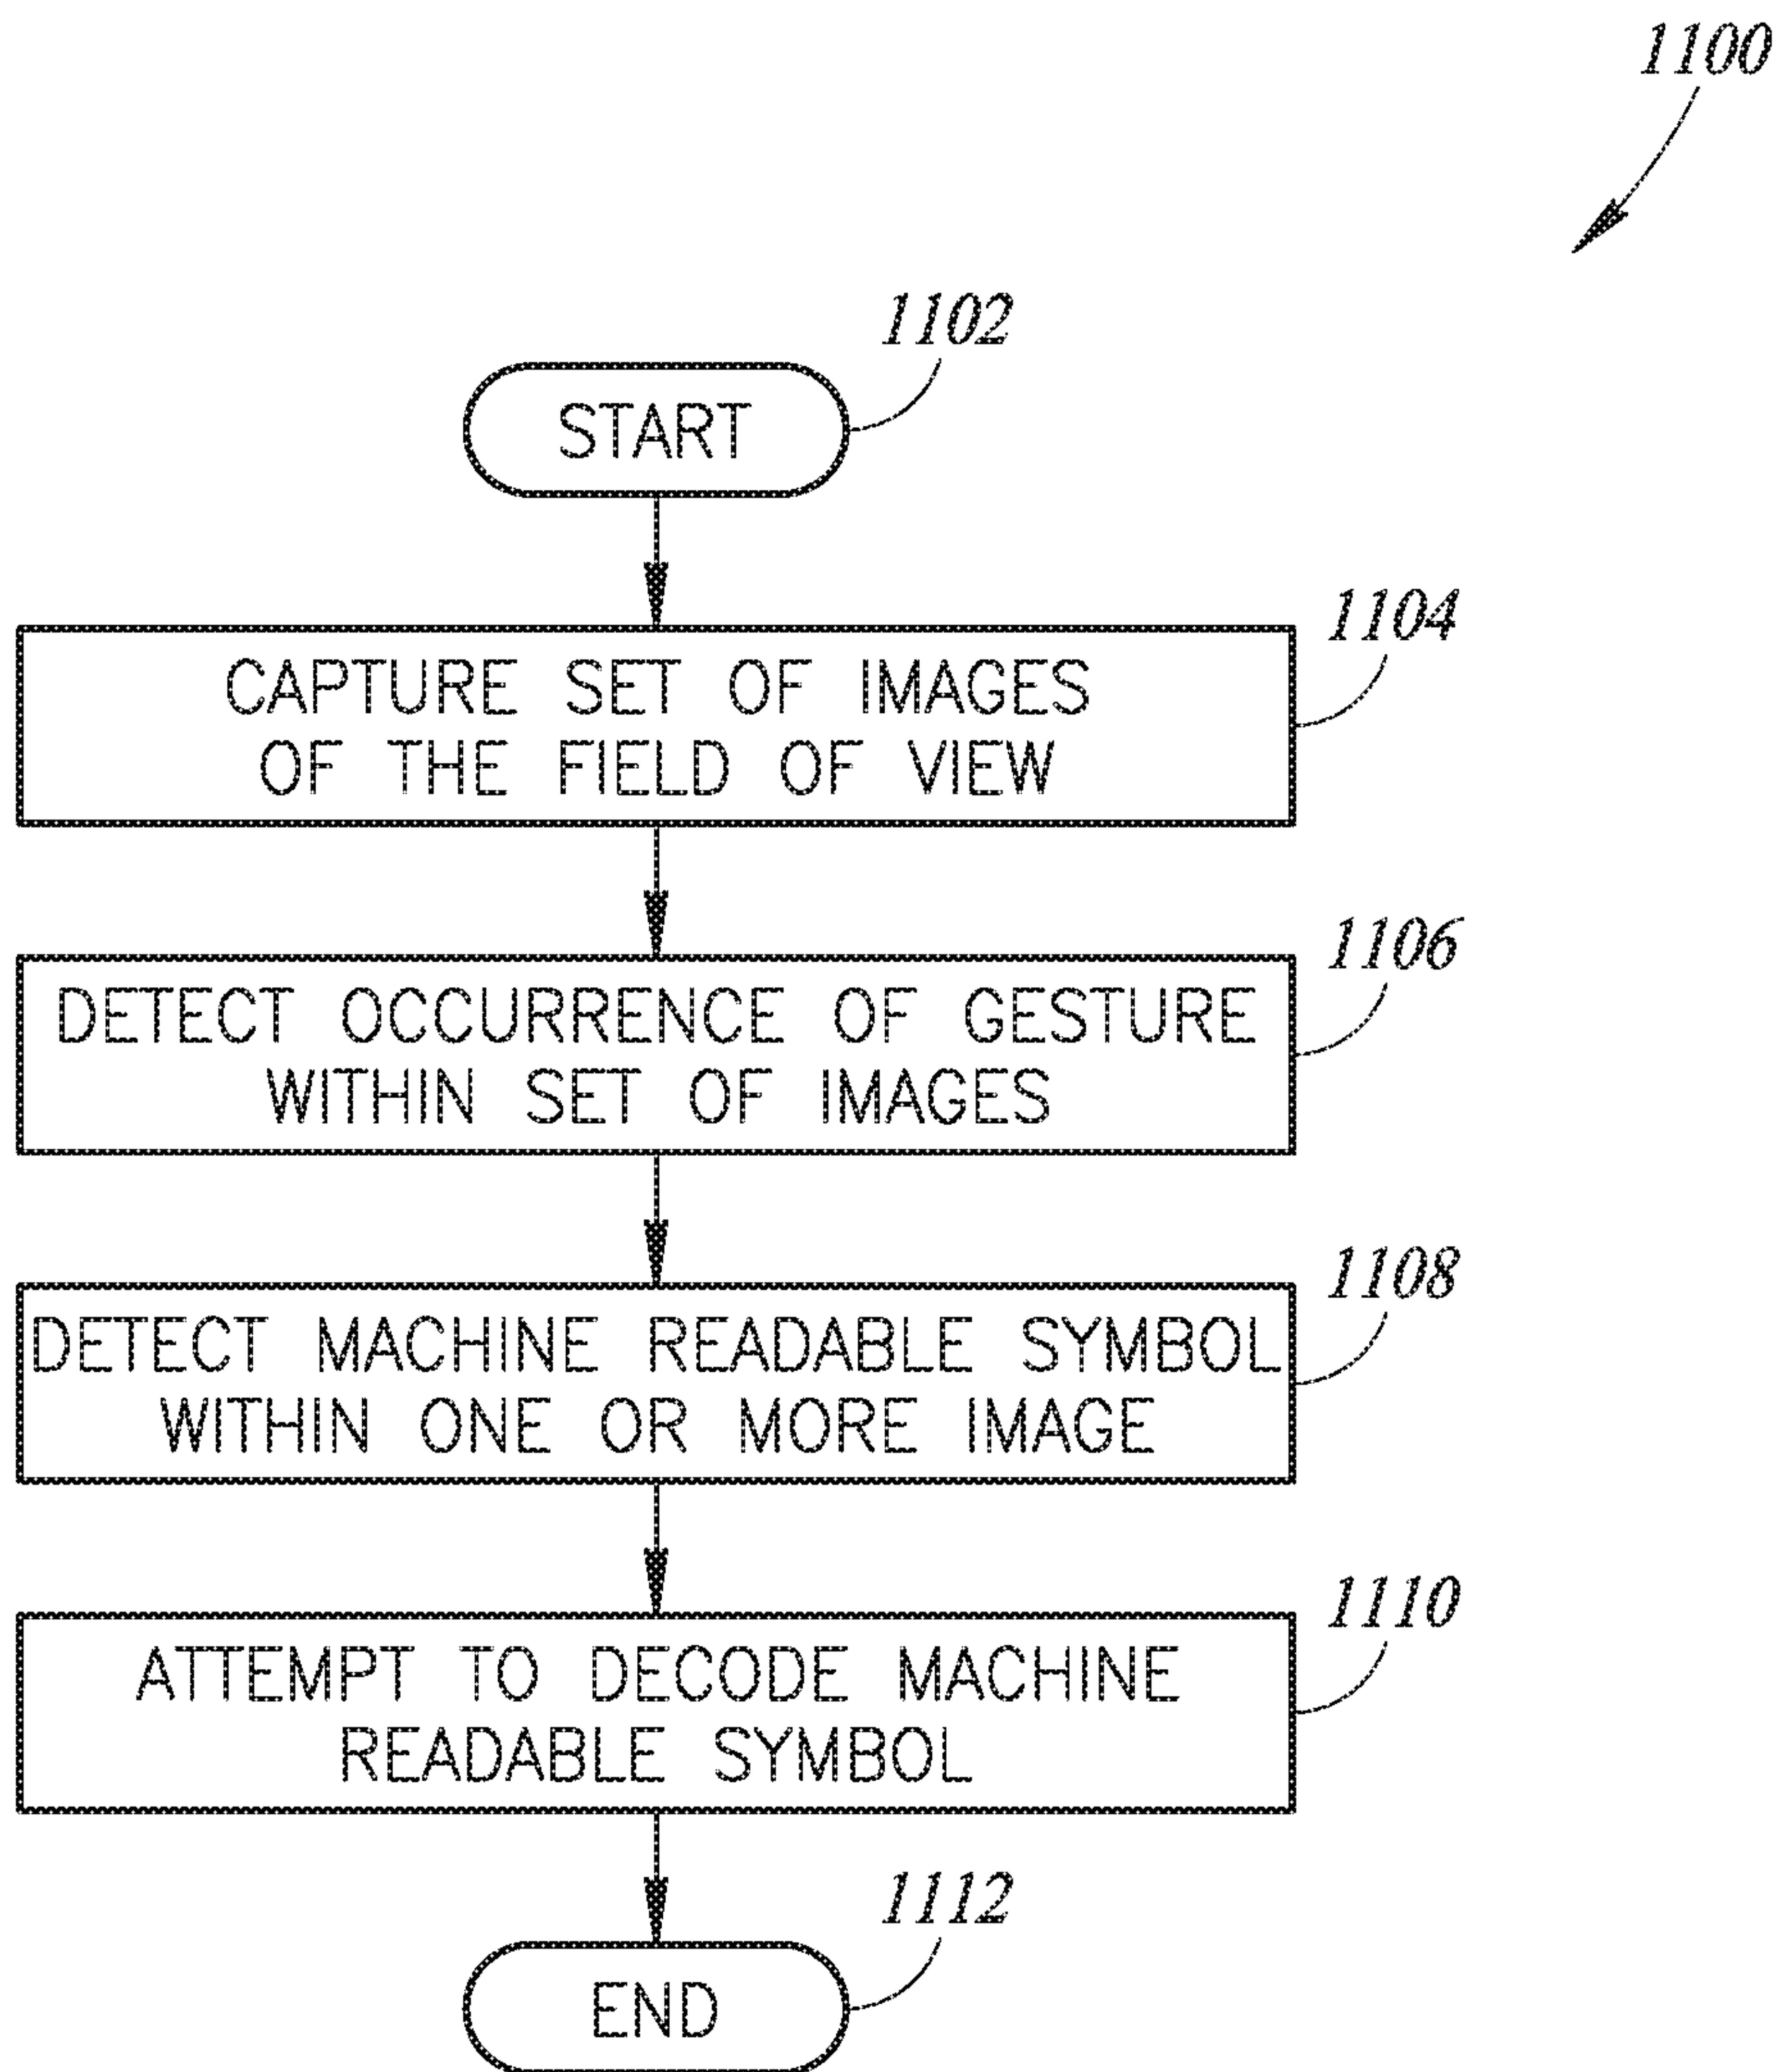 1100
1102
START
1104
CAPTURE SET OF IMAGES
OF THE FIELD OF VIEW
1106
DETECT OCCURRENCE OF GESTURE
WITHIN SET OF IMAGES
1108
DETECT MACHINE READABLE SYMBOL
WITHIN ONE OR MORE IMAGE
1110
ATTEMPT TO DECODE MACHINE
READABLE SYMBOL
1112
END